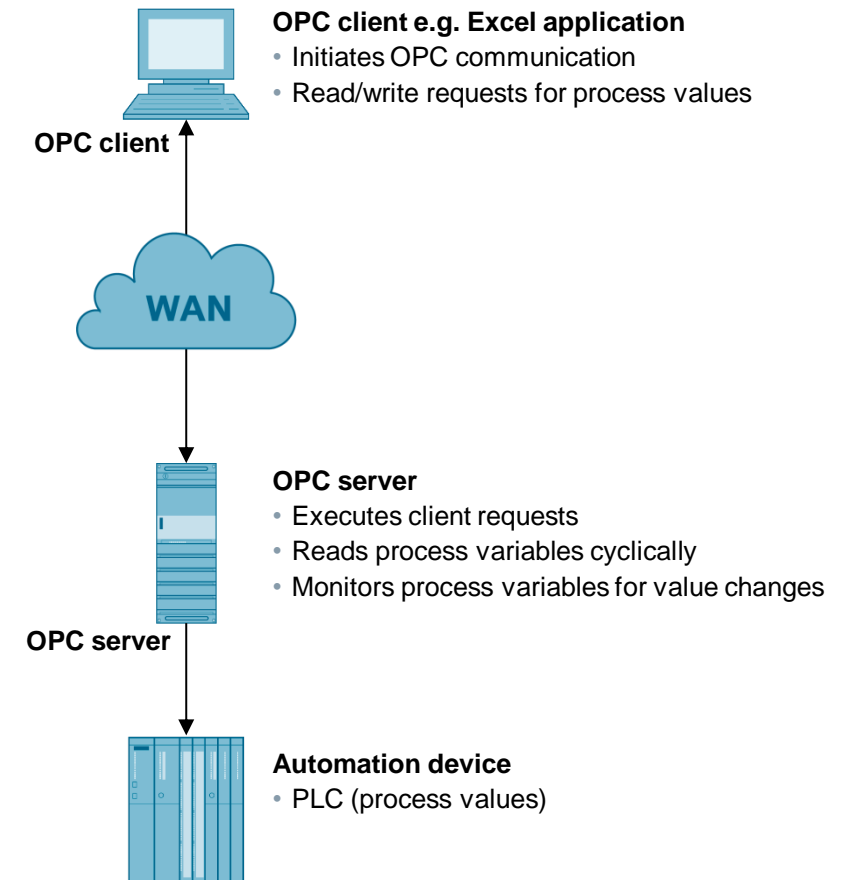 OPC client e.g. Excel application
• Initiates OPC communication
• Read/write requests for process values
OPC client
WAN
OPC server
• Executes client requests
• Reads process variables cyclically
• Monitors process variables for value changes
OPC server
Automation device
• PLC (process values)